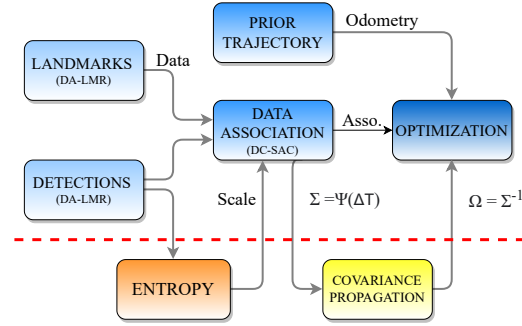 PRIOR
TRAJECTORY
Odometry
LANDMARKS
(DA-LMR)
Data
DATA
ASSOCIATION
(DC-SAC)
Asso.
OPTIMIZATION
DETECTIONS
(DA-LMR)
Scale
Σ =Ψ(ΔT)
Ω = Σ⁻¹
ENTROPY
COVARIANCE
PROPAGATION